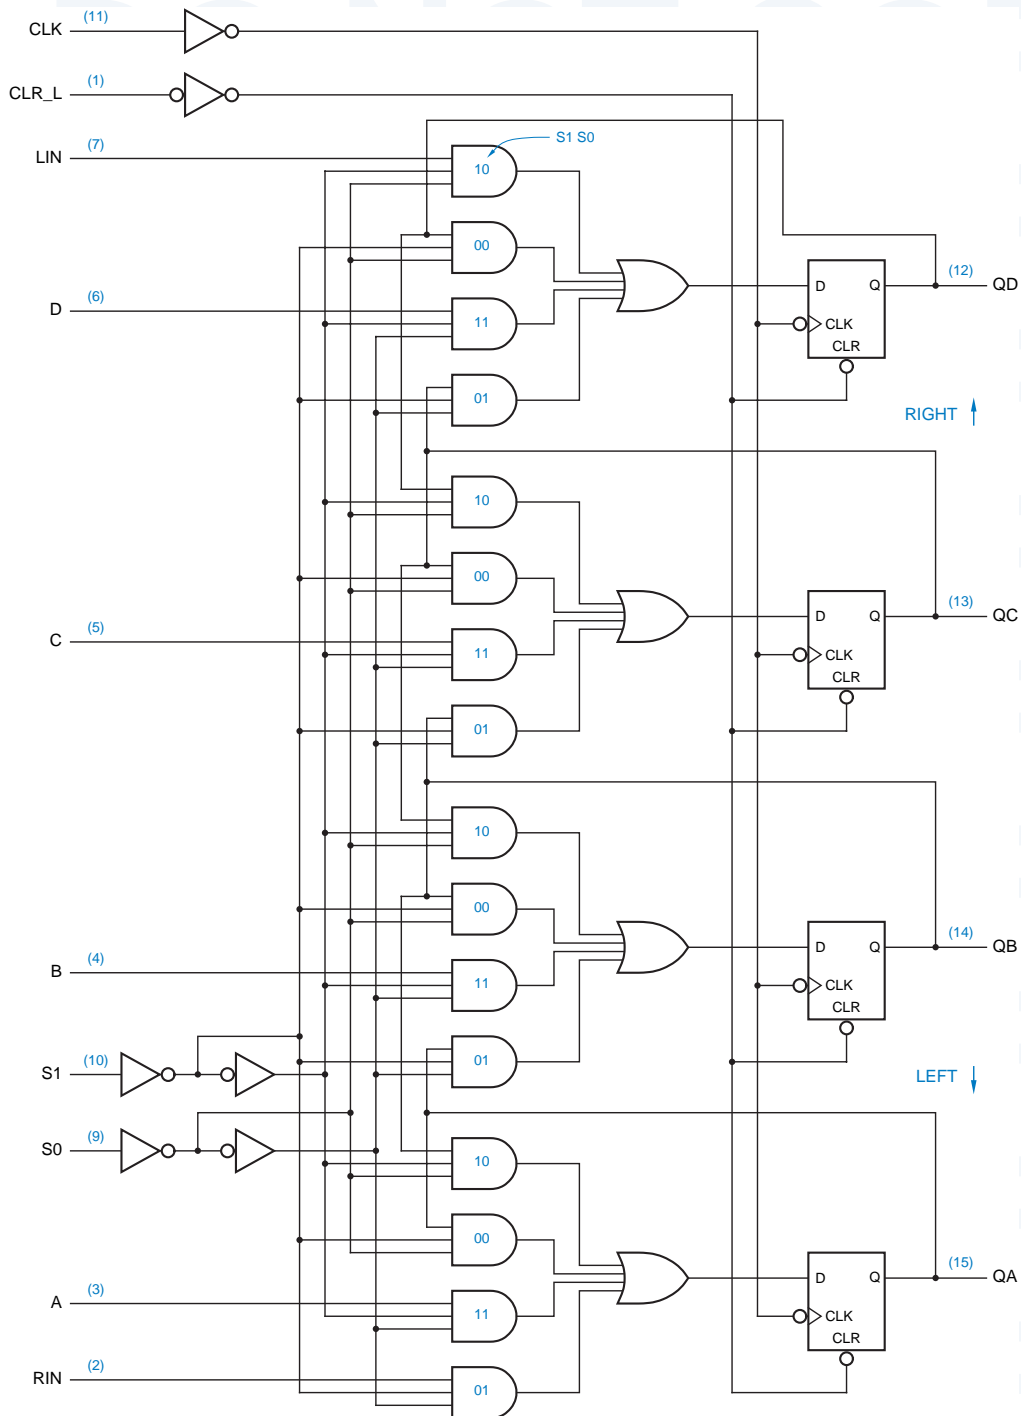 CLK (11)
CLR_L (1)
LIN (7)
S1 S0
10
00
D (6)
11
01
D Q
CLK
CLR
(12) QD
RIGHT
10
00
C (5)
11
01
D Q
CLK
CLR
(13) QC
10
00
B (4)
11
01
D Q
CLK
CLR
(14) QB
S1 (10)
LEFT
S0 (9)
10
00
A (3)
11
RIN (2)
01
D Q
CLK
CLR
(15) QA